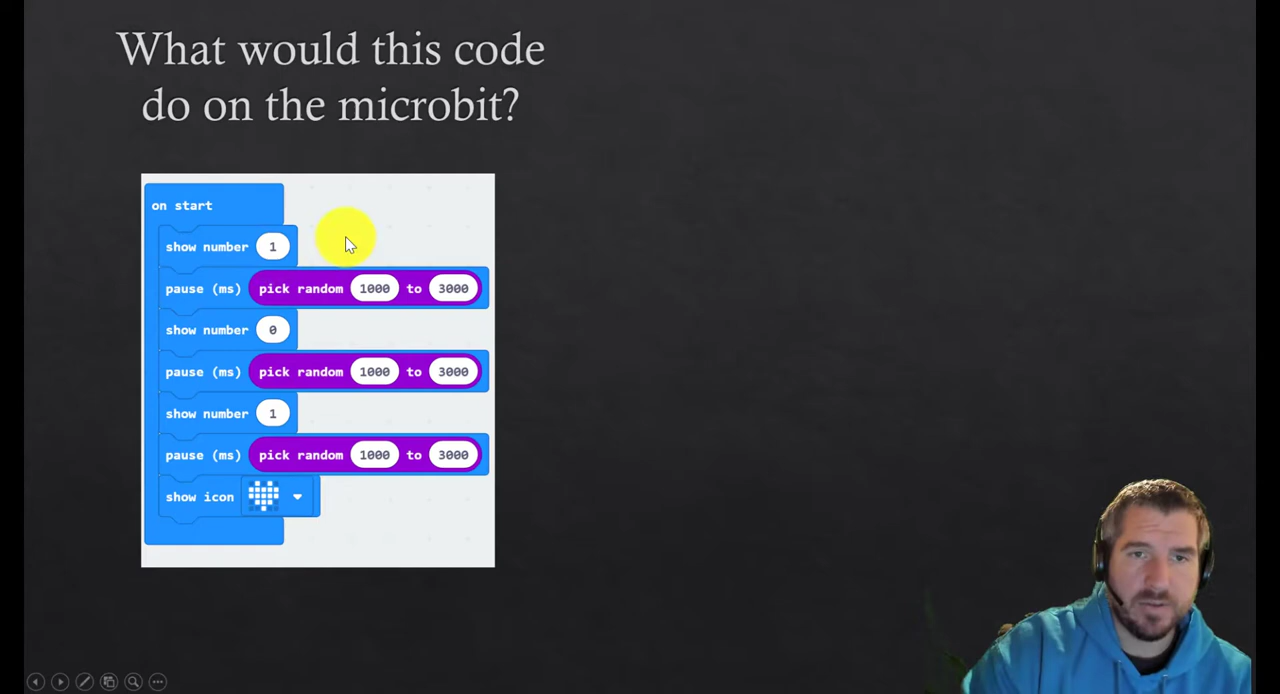 What would this code
do on the microbit?
on start
show number 1
pause (ms) pick random 1000 to 3000
show number 0
pause (ms) pick random 1000 to 3000
show number 1
pause (ms) pick random 1000 to 3000
show icon